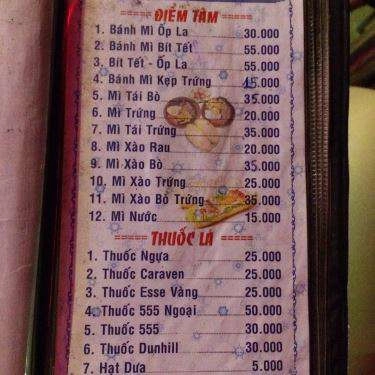 ===== ĐIỂM TÂM =====
1. Bánh Mì Ốp La 30.000
2. Bánh Mì Bít Tết 55.000
3. Bít Tết - Ốp La 55.000
4. Bánh Mì Kẹp Trứng 15.000
5. Mì Tái Bò 35.000
6. Mì Trứng 20.000
7. Mì Tái Trứng 35.000
8. Mì Xào Rau 20.000
9. Mì Xào Bò 35.000
10. Mì Xào Trứng 25.000
11. Mì Xào Bò Trứng 35.000
12. Mì Nước 15.000
===== THUỐC LÁ =====
1. Thuốc Ngựa 25.000
2. Thuốc Caraven 25.000
3. Thuốc Esse Vàng 25.000
4. Thuốc 555 Ngoại 50.000
5. Thuốc 555 30.000
6. Thuốc Dunhill 30.000
7. Hạt Dưa 5.000